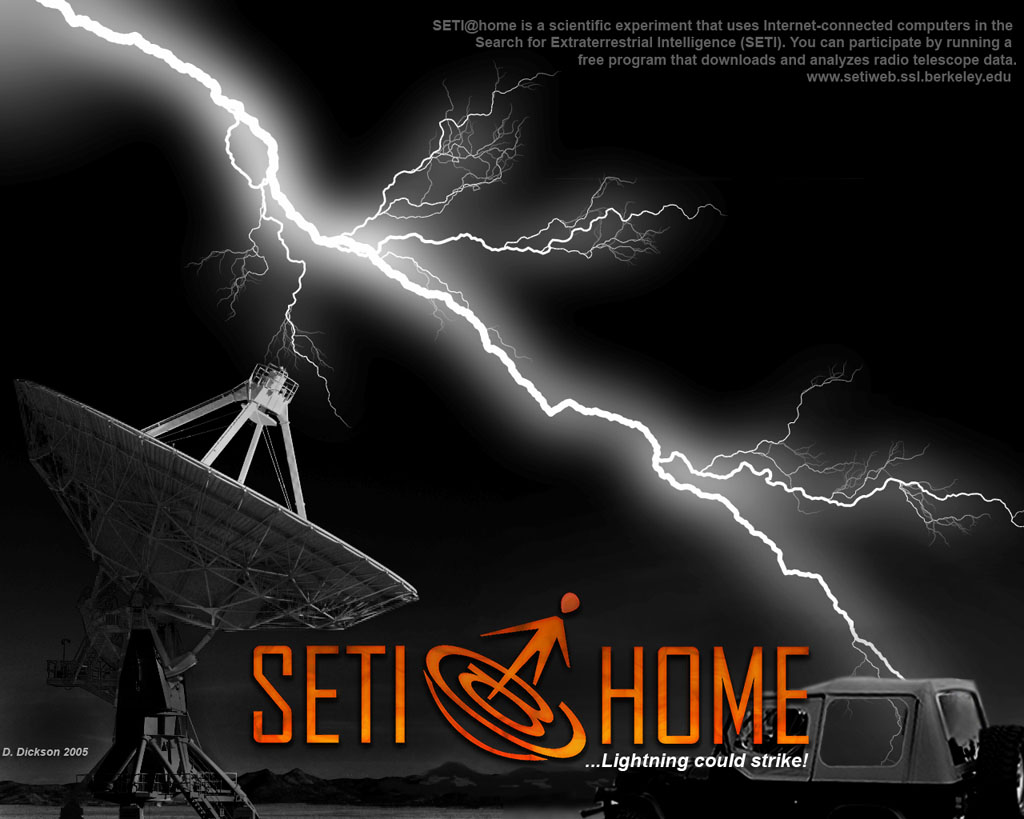 SETI@home is a scientific experiment that uses Internet-connected computers in the
Search for Extraterrestrial Intelligence (SETI). You can participate by running a
free program that downloads and analyzes radio telescope data.
www.setiweb.ssl.berkeley.edu
SETI@HOME
...Lightning could strike!
D. Dickson 2005